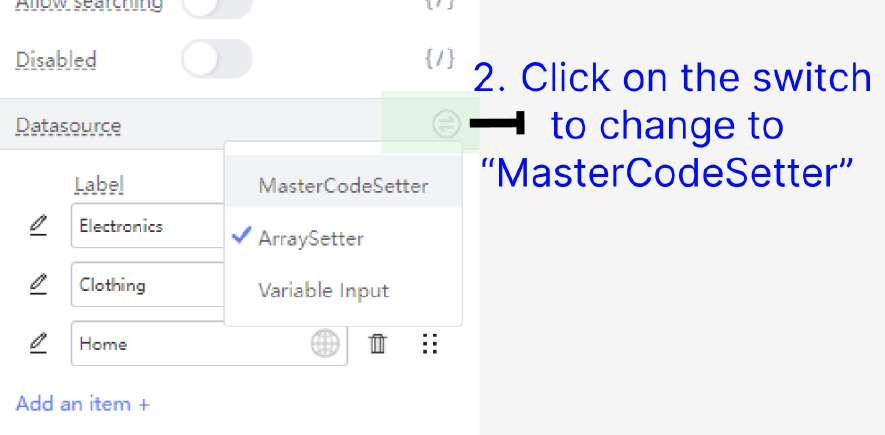 Allow searching {/}
Disabled {/}
2. Click on the switch
to change to
“MasterCodeSetter”
Datasource
MasterCodeSetter
ArraySetter
Variable Input
Label
Electronics
Clothing
Home
Add an item +